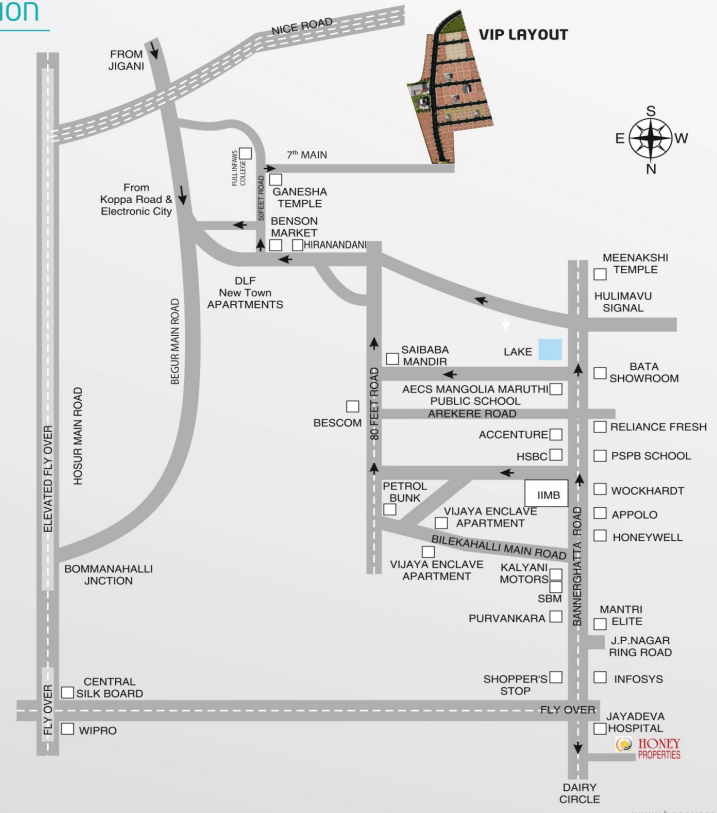 NICE ROAD
FROM
JIGANI
VIP LAYOUT
S
E
W
N
7th MAIN
FULL INFAWS
COLLEGE
50FEET ROAD
GANESHA
TEMPLE
From
Koppa Road &
Electronic City
BENSON
MARKET
HIRANANDANI
DLF
New Town
APARTMENTS
MEENAKSHI
TEMPLE
HULIMAVU
SIGNAL
LAKE
SAIBABA
MANDIR
BATA
SHOWROOM
AECS MANGOLIA MARUTHI
PUBLIC SCHOOL
AREKERE ROAD
BEGUR MAIN ROAD
80 FEET ROAD
BESCOM
ACCENTURE
RELIANCE FRESH
HSBC
PSPB SCHOOL
HOSUR MAIN ROAD
ELEVATED FLY OVER
PETROL
BUNK
IIMB
WOCKHARDT
VIJAYA ENCLAVE
APARTMENT
APPOLO
BANNERGHATTA ROAD
HONEYWELL
BILEKAHALLI MAIN ROAD
VIJAYA ENCLAVE
APARTMENT
BOMMANAHALLI
JNCTION
KALYANI
MOTORS
SBM
PURVANKARA
MANTRI
ELITE
J.P.NAGAR
RING ROAD
CENTRAL
SILK BOARD
SHOPPER'S
STOP
INFOSYS
FLY OVER
FLY OVER
WIPRO
JAYADEVA
HOSPITAL
HONEY
PROPERTIES
DAIRY
CIRCLE